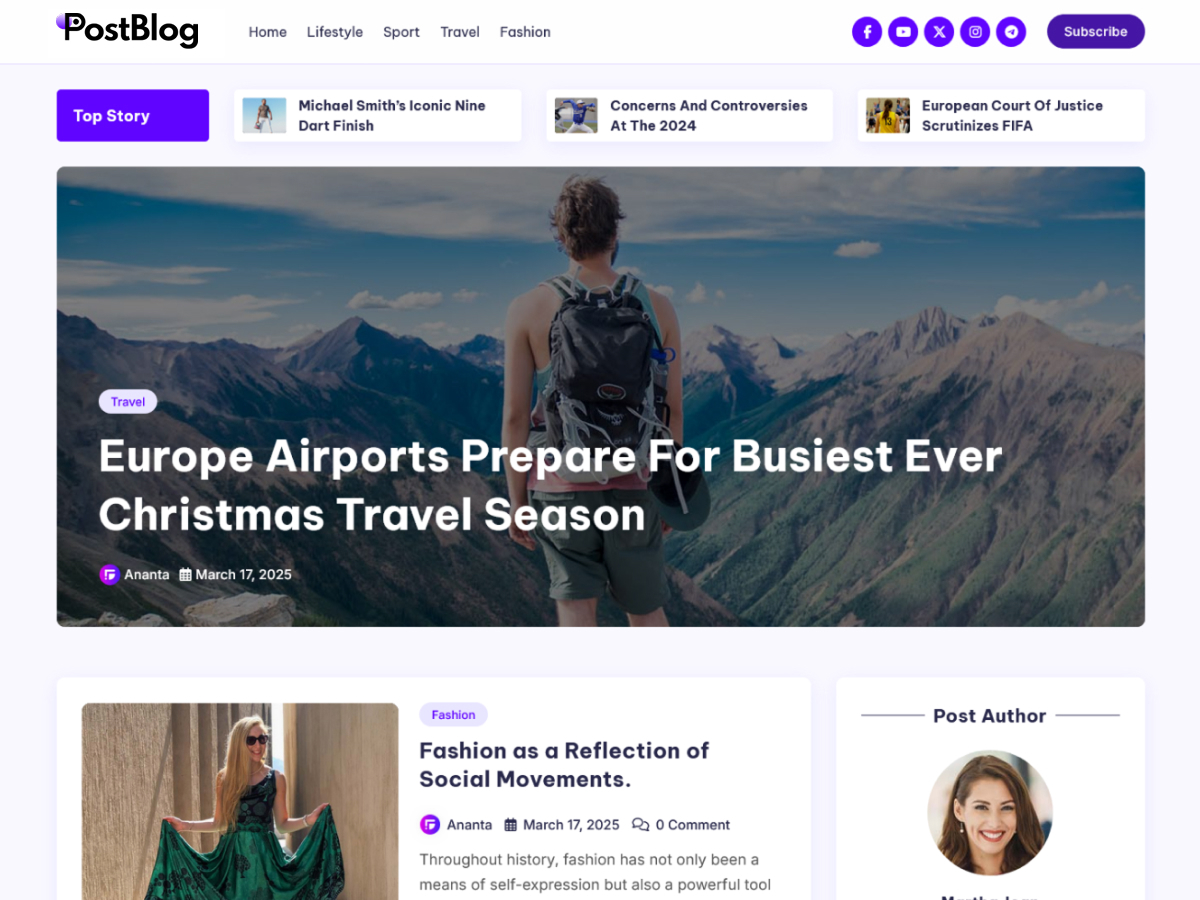 PostBlog
Home Lifestyle Sport Travel Fashion
Subscribe
Top Story
Michael Smith's Iconic Nine
Dart Finish
Concerns And Controversies
At The 2024
European Court Of Justice
Scrutinizes FIFA
Travel
Europe Airports Prepare For Busiest Ever
Christmas Travel Season
Ananta March 17, 2025
Fashion
Fashion as a Reflection of
Social Movements.
Ananta March 17, 2025 0 Comment
Throughout history, fashion has not only been a
means of self-expression but also a powerful tool
Post Author